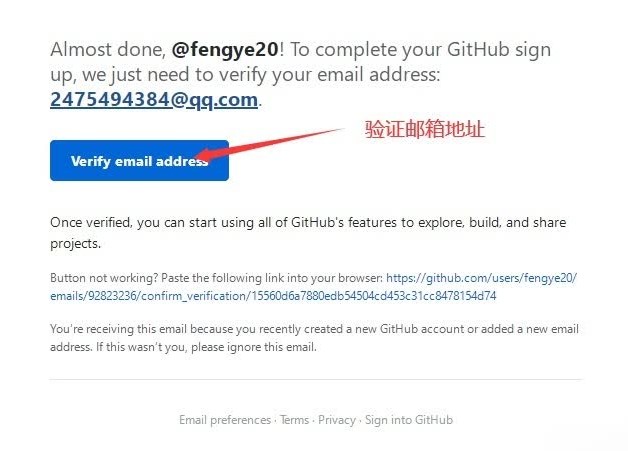 Almost done, @fengye20! To complete your GitHub sign
up, we just need to verify your email address:
2475494384@qq.com.
验证邮箱地址
Verify email address
Once verified, you can start using all of GitHub's features to explore, build, and share
projects.
Button not working? Paste the following link into your browser: https://github.com/users/fengye20/
emails/92823236/confirm_verification/15560d6a7880edb54504cd453c31cc8478154d74
You're receiving this email because you recently created a new GitHub account or added a new email
address. If this wasn't you, please ignore this email.
Email preferences · Terms · Privacy · Sign into GitHub